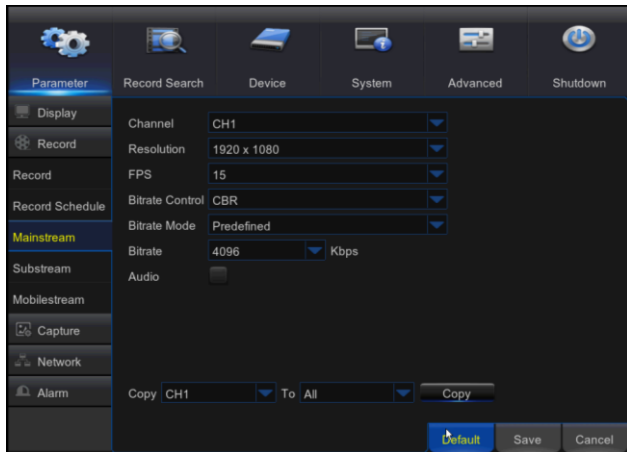 Parameter Record Search Device System Advanced Shutdown
Display
Record
Record
Record Schedule
Mainstream
Substream
Mobilestream
Capture
Network
Alarm
Channel CH1
Resolution 1920 x 1080
FPS 15
Bitrate Control CBR
Bitrate Mode Predefined
Bitrate 4096 Kbps
Audio
Copy CH1 To All Copy
Default Save Cancel